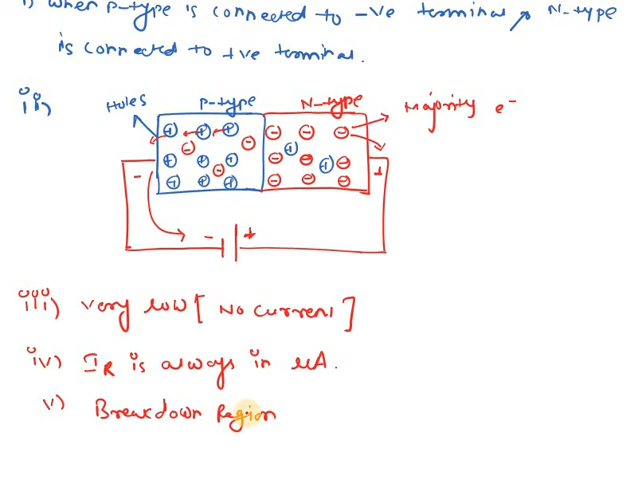 i) when P-type is connected to -ve terminal, N-type
is connected to +ve terminal.
ii)
Holes P-type N-type Majority e⁻
- +
- +
iii) Very low [ No current ]
iv) I_R is always in μA.
v) Breakdown Region